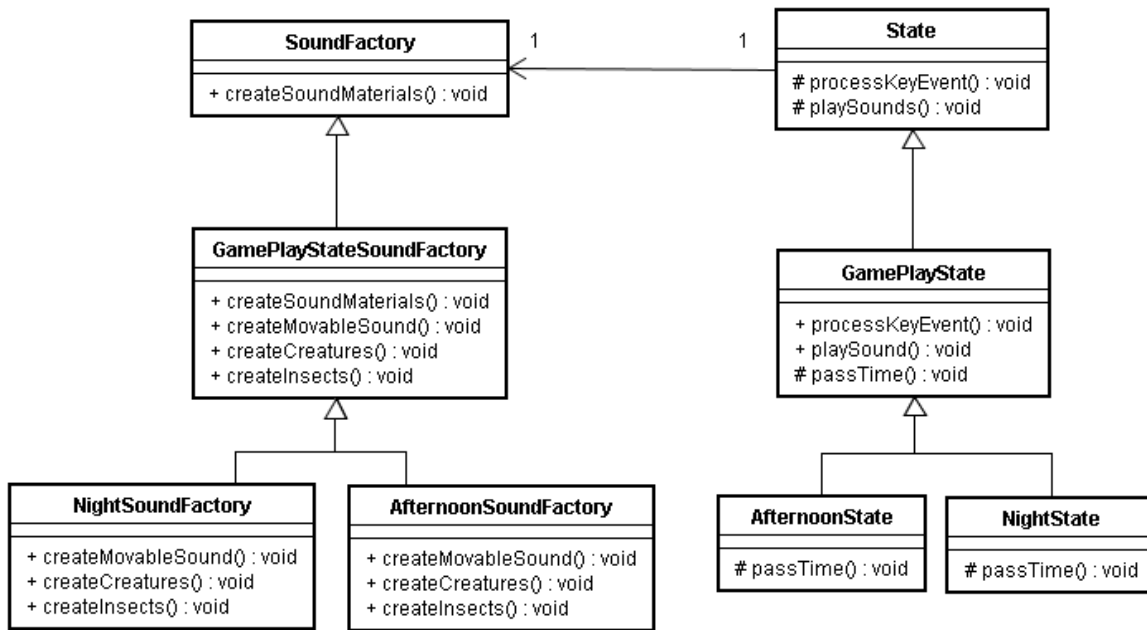 SoundFactory
+ createSoundMaterials() : void
1
1
State
# processKeyEvent() : void
# playSounds() : void
GamePlayStateSoundFactory
+ createSoundMaterials() : void
+ createMovableSound() : void
+ createCreatures() : void
+ createInsects() : void
GamePlayState
+ processKeyEvent() : void
+ playSound() : void
# passTime() : void
NightSoundFactory
+ createMovableSound() : void
+ createCreatures() : void
+ createInsects() : void
AfternoonSoundFactory
+ createMovableSound() : void
+ createCreatures() : void
+ createInsects() : void
AfternoonState
# passTime() : void
NightState
# passTime() : void